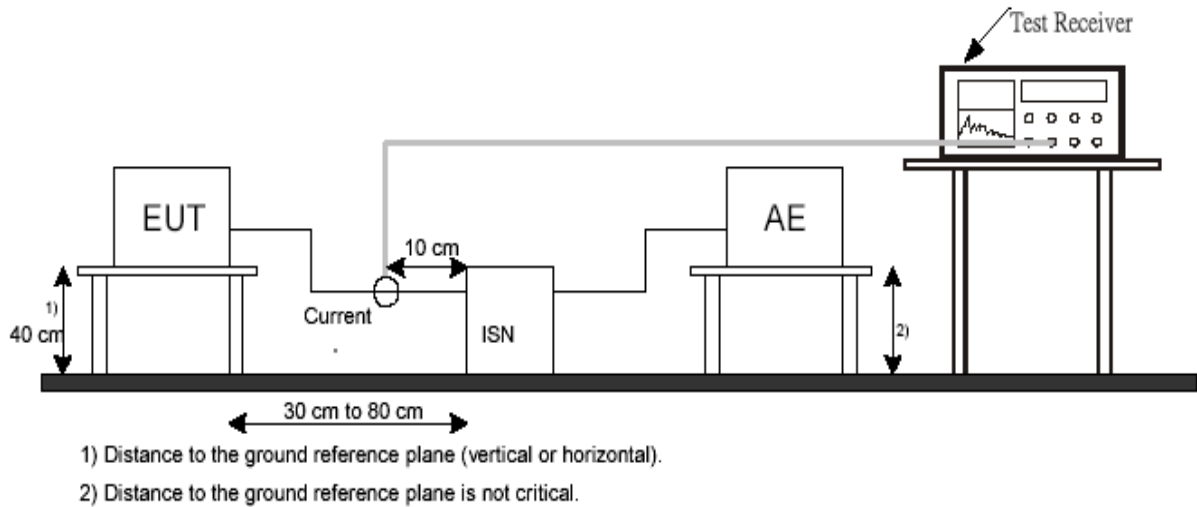 Test Receiver
EUT
AE
10 cm
1)
40 cm
Current
ISN
2)
30 cm to 80 cm
1) Distance to the ground reference plane (vertical or horizontal).
2) Distance to the ground reference plane is not critical.